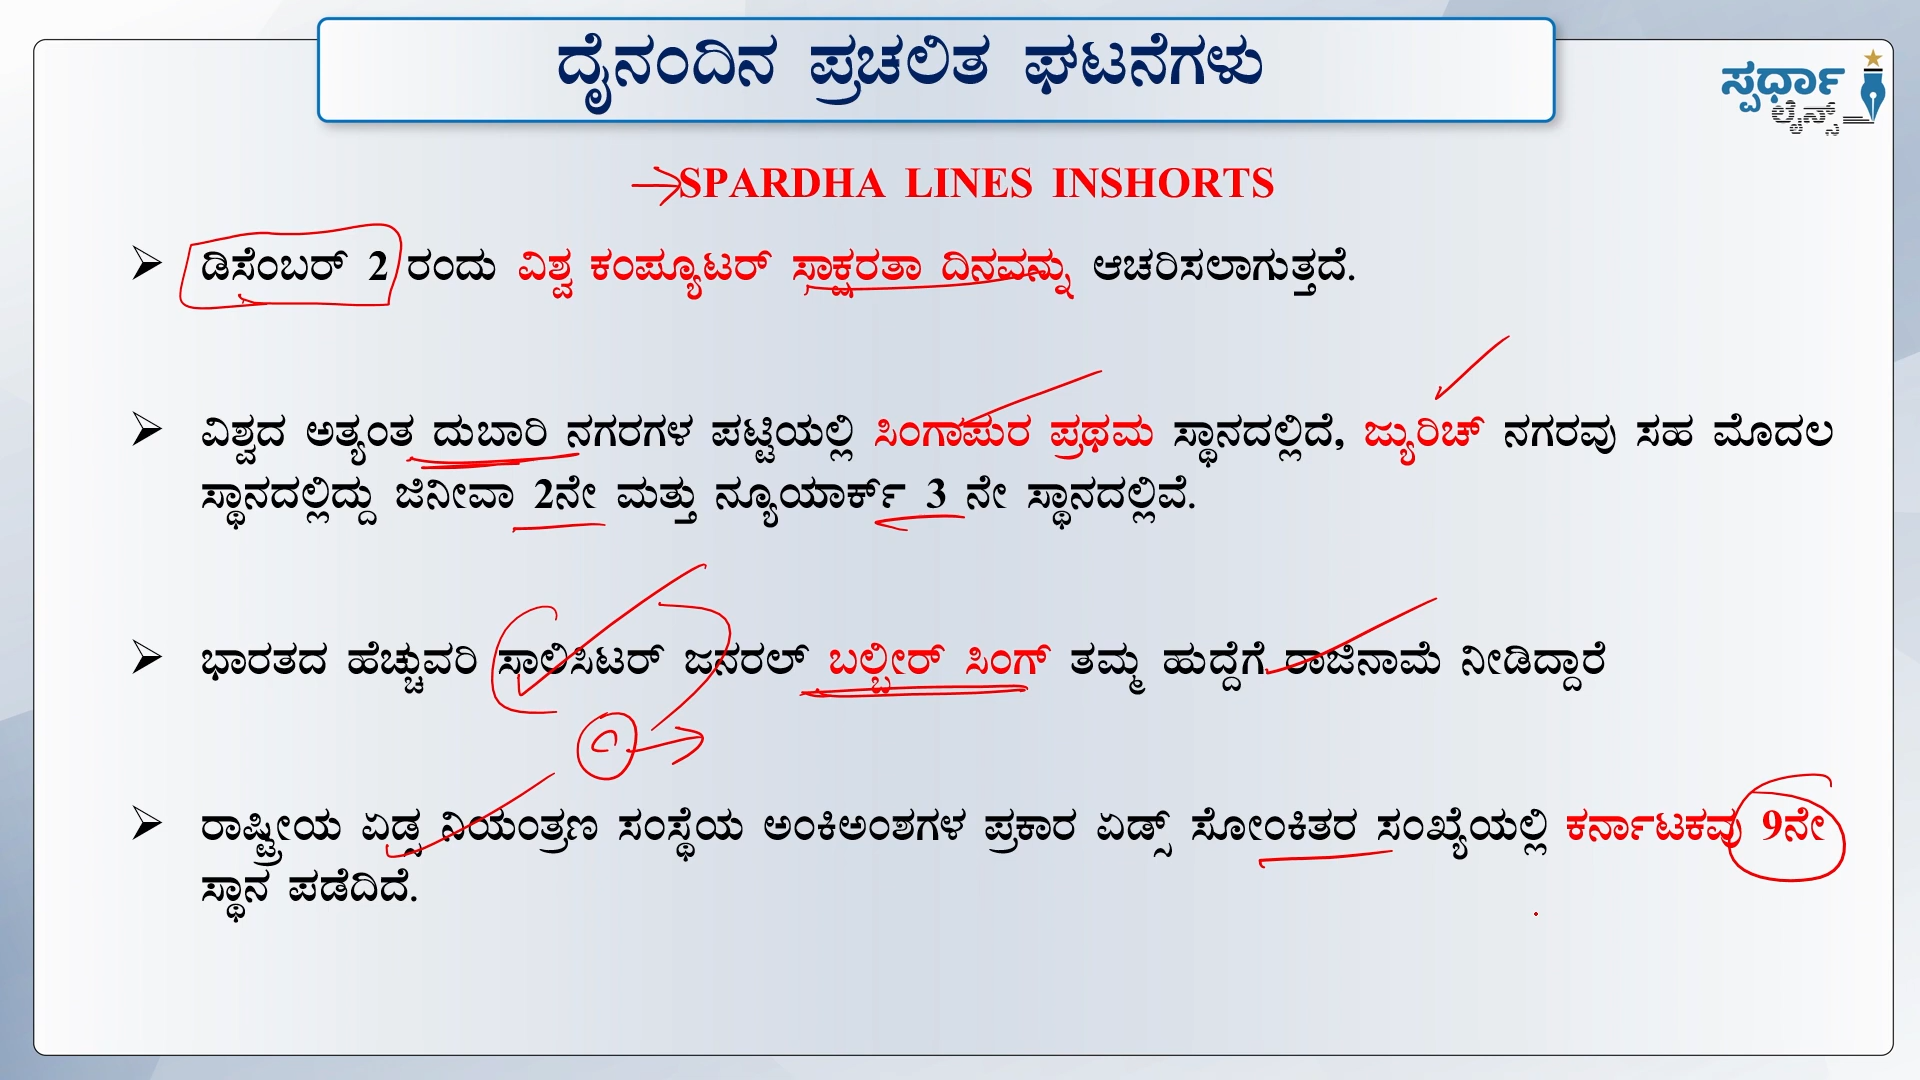 ದೈನಂದಿನ ಪ್ರಚಲಿತ ಘಟನೆಗಳು
ಸ್ಪರ್ಧಾ
ಲೈನ್ಸ್
SPARDHA LINES INSHORTS
➢ ಡಿಸೆಂಬರ್ 2 ರಂದು ವಿಶ್ವ ಕಂಪ್ಯೂಟರ್ ಸಾಕ್ಷರತಾ ದಿನವನ್ನು ಆಚರಿಸಲಾಗುತ್ತದೆ.
➢ ವಿಶ್ವದ ಅತ್ಯಂತ ದುಬಾರಿ ನಗರಗಳ ಪಟ್ಟಿಯಲ್ಲಿ ಸಿಂಗಾಪುರ ಪ್ರಥಮ ಸ್ಥಾನದಲ್ಲಿದೆ, ಜ್ಯುರಿಚ್ ನಗರವು ಸಹ ಮೊದಲ
ಸ್ಥಾನದಲ್ಲಿದ್ದು ಜಿನೀವಾ 2ನೇ ಮತ್ತು ನ್ಯೂಯಾರ್ಕ್ 3 ನೇ ಸ್ಥಾನದಲ್ಲಿವೆ.
➢ ಭಾರತದ ಹೆಚ್ಚುವರಿ ಸಾಲಿಸಿಟರ್ ಜನರಲ್ ಬಲ್ಬೀರ್ ಸಿಂಗ್ ತಮ್ಮ ಹುದ್ದೆಗೆ ರಾಜಿನಾಮೆ ನೀಡಿದ್ದಾರೆ
➢ ರಾಷ್ಟ್ರೀಯ ಏಡ್ಸ ನಿಯಂತ್ರಣ ಸಂಸ್ಥೆಯ ಅಂಕಿಅಂಶಗಳ ಪ್ರಕಾರ ಏಡ್ಸ್ ಸೋಂಕಿತರ ಸಂಖ್ಯೆಯಲ್ಲಿ ಕರ್ನಾಟಕವು 9ನೇ
ಸ್ಥಾನ ಪಡೆದಿದೆ.